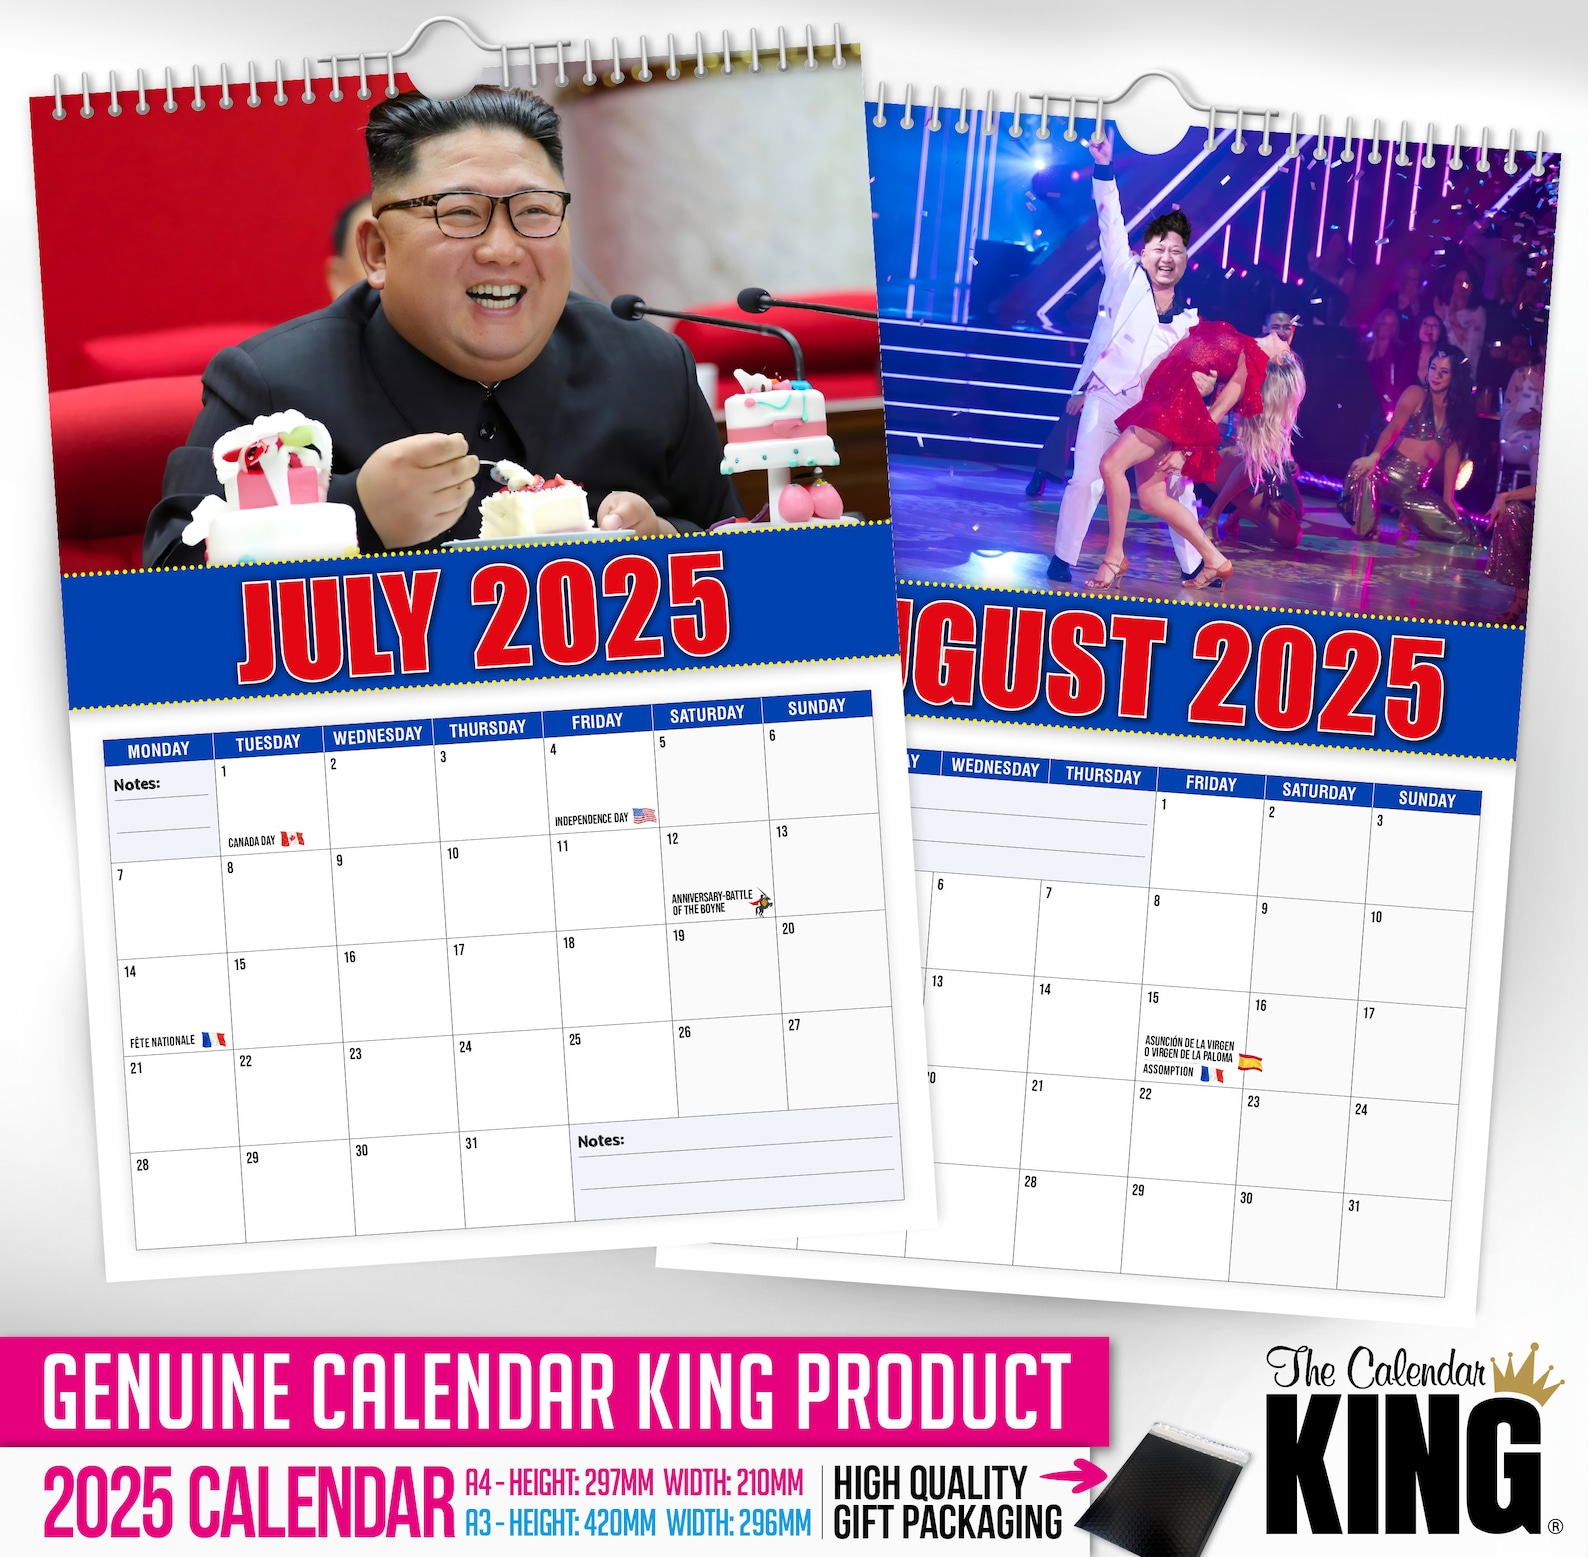 JULY 2025
MONDAY TUESDAY WEDNESDAY THURSDAY FRIDAY SATURDAY SUNDAY
Notes: 1 2 3 4 5 6
CANADA DAY
INDEPENDENCE DAY
7 8 9 10 11 12 13
ANNIVERSARY-BATTLE
OF THE BOYNE
14 15 16 17 18 19 20
FÊTE NATIONALE
21 22 23 24 25 26 27
28 29 30 31 Notes:
UGUST 2025
AY WEDNESDAY THURSDAY FRIDAY SATURDAY SUNDAY
1 2 3
6 7 8 9 10
13 14 15 16 17
ASUNCIÓN DE LA VIRGEN
O VIRGEN DE LA PALOMA
ASSOMPTION
0 21 22 23 24
28 29 30 31
GENUINE CALENDAR KING PRODUCT
2025 CALENDAR
A4 - HEIGHT: 297MM WIDTH: 210MM
A3 - HEIGHT: 420MM WIDTH: 296MM
HIGH QUALITY
GIFT PACKAGING
The Calendar
KING®